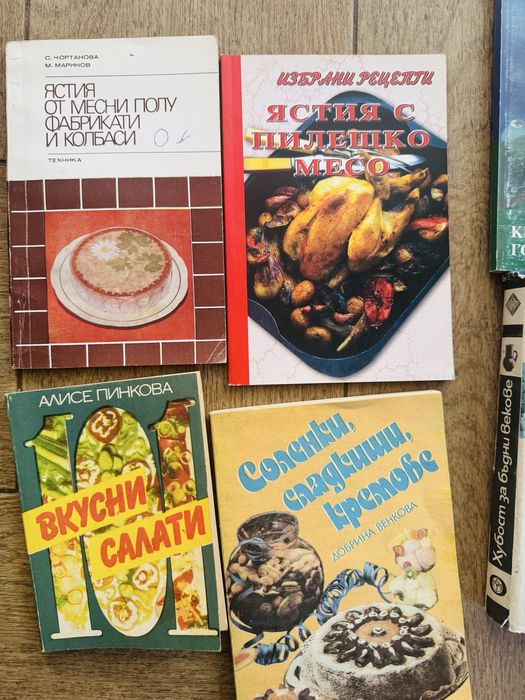 С. ЧОРТАНОВА
М. МАРИНОВ
ЯСТИЯ
ОТ МЕСНИ ПОЛУ
ФАБРИКАТИ
И КОЛБАСИ
ТЕХНИКА
ИЗБРАНИ РЕЦЕПТИ
ЯСТИЯ С
ПИЛЕШКО
МЕСО
АЛИСЕ ПИНКОВА
101
ВКУСНИ
САЛАТИ
Соленки,
сладкиши,
кремове
ДОБРИНА ВЕНКОВА
Хубост за бъдни векове